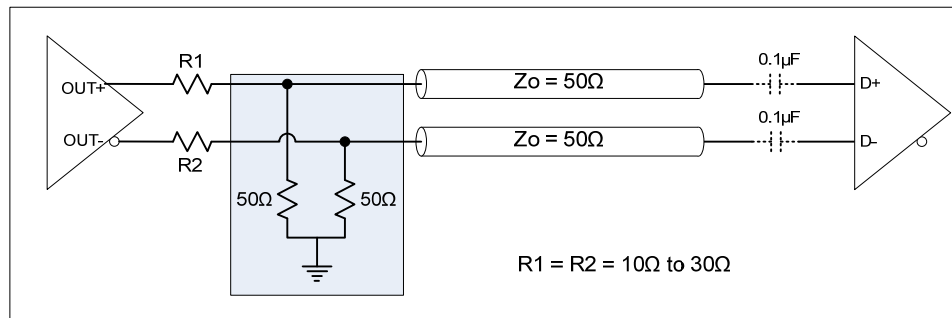 R1
0.1µF
OUT+
Zo = 50Ω
D+
0.1µF
OUT-
Zo = 50Ω
D-
R2
50Ω
50Ω
R1 = R2 = 10Ω to 30Ω